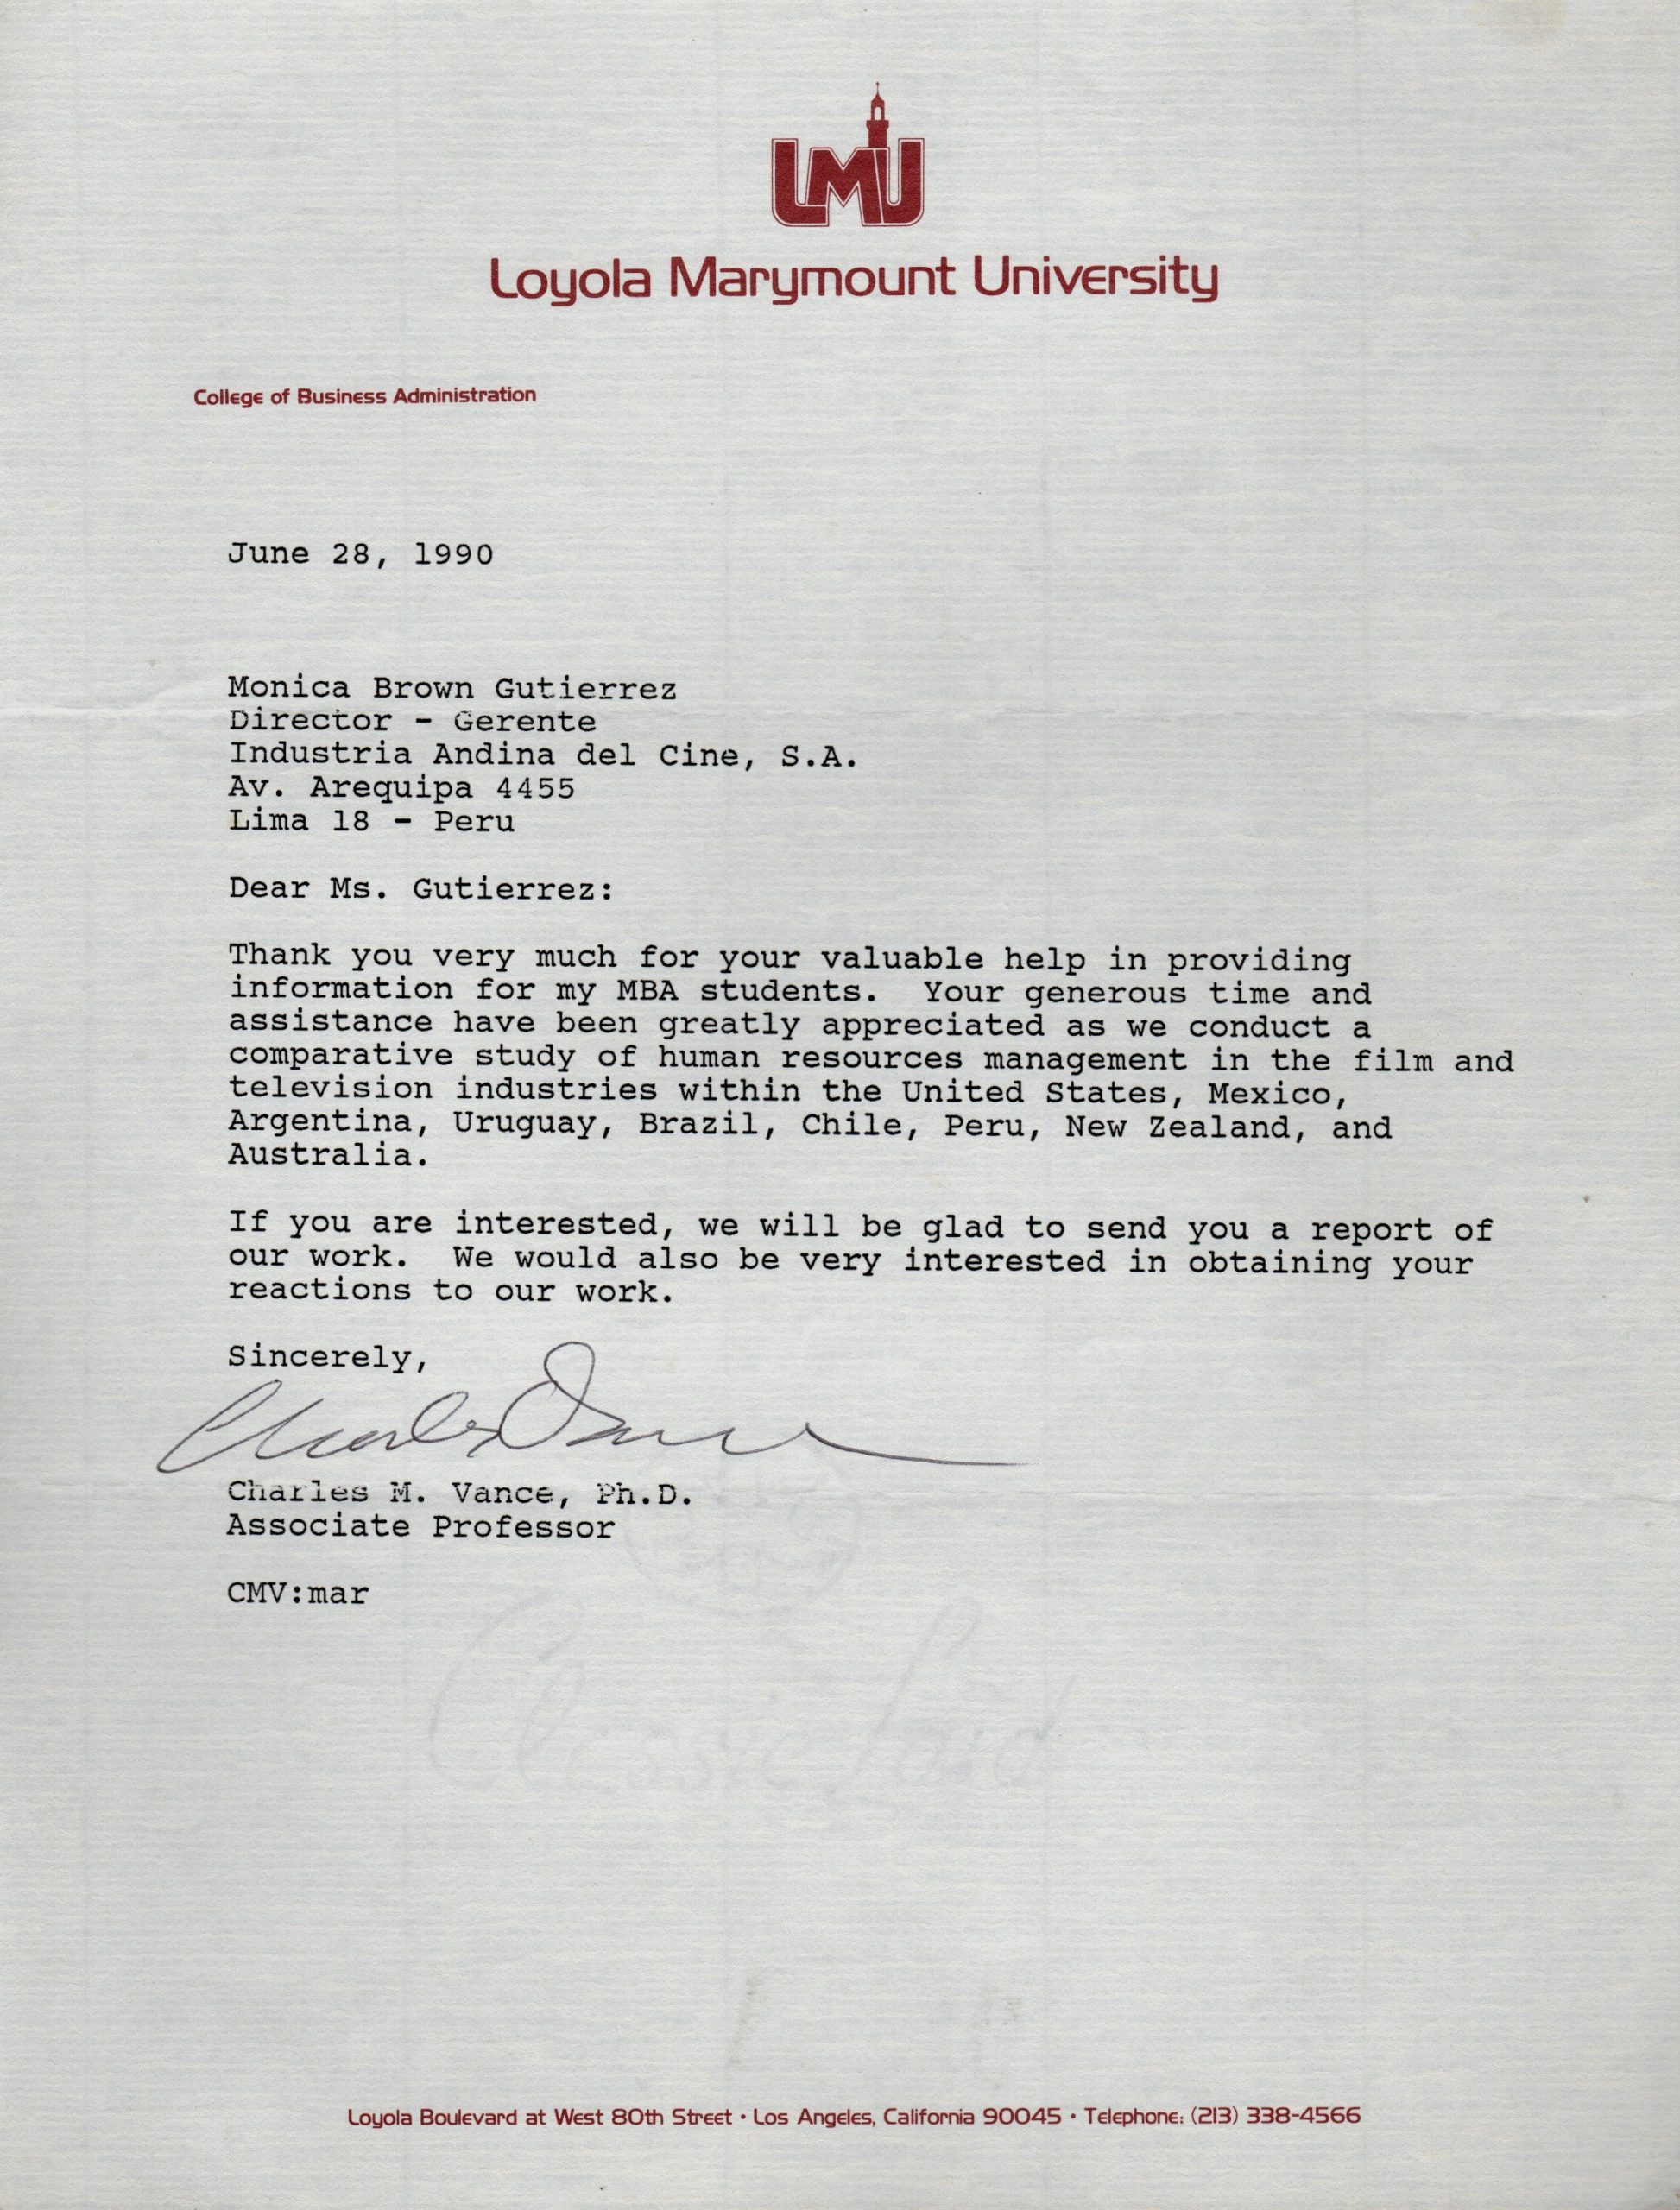 LMU
Loyola Marymount University
College of Business Administration
June 28, 1990
Monica Brown Gutierrez
Director - Gerente
Industria Andina del Cine, S.A.
Av. Arequipa 4455
Lima 18 - Peru
Dear Ms. Gutierrez:
Thank you very much for your valuable help in providing
information for my MBA students.  Your generous time and
assistance have been greatly appreciated as we conduct a
comparative study of human resources management in the film and
television industries within the United States, Mexico,
Argentina, Uruguay, Brazil, Chile, Peru, New Zealand, and
Australia.
If you are interested, we will be glad to send you a report of
our work.  We would also be very interested in obtaining your
reactions to our work.
Sincerely,
Charles Vance
Charles M. Vance, Ph.D.
Associate Professor
CMV:mar
Classic Laid
Loyola Boulevard at West 80th Street • Los Angeles, California 90045 • Telephone: (213) 338-4566